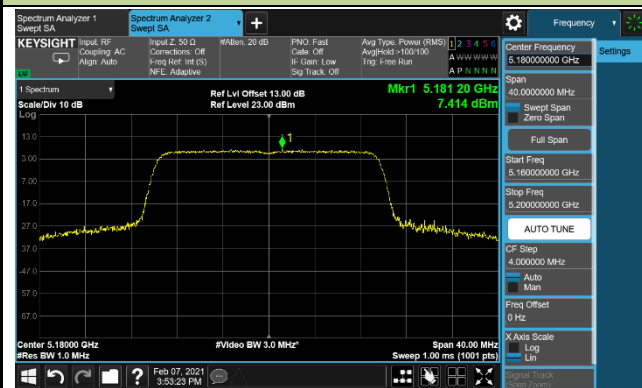 Spectrum Analyzer 1
Swept SA
Spectrum Analyzer 2
Swept SA
+
Frequency
KEYSIGHT
Input: RF
Coupling: AC
Align: Auto
Input Z: 50 Ω
Corrections: Off
Freq Ref: Int (S)
NFE: Adaptive
#Atten: 20 dB
PNO: Fast
Gate: Off
IF Gain: Low
Sig Track: Off
Avg Type: Power (RMS)
Avg|Hold >100/100
Trig: Free Run
1 2 3 4 5 6
A W W W W W
A P N N N N
LXI
1 Spectrum
Scale/Div 10 dB
Log
Ref Lvl Offset 13.00 dB
Ref Level 23.00 dBm
Mkr1 5.181 20 GHz
7.414 dBm
1
13.0
3.00
-7.00
-17.0
-27.0
-37.0
-47.0
-57.0
-67.0
Center 5.18000 GHz
#Res BW 1.0 MHz
#Video BW 3.0 MHz*
Span 40.00 MHz
Sweep 1.00 ms (1001 pts)
Center Frequency
5.180000000 GHz
Settings
Span
40.0000000 MHz
Swept Span
Zero Span
Full Span
Start Freq
5.160000000 GHz
Stop Freq
5.200000000 GHz
AUTO TUNE
CF Step
4.000000 MHz
Auto
Man
Freq Offset
0 Hz
X Axis Scale
Log
Lin
Signal Track
(Span Zoom)
?
Feb 07, 2021
3:53:23 PM